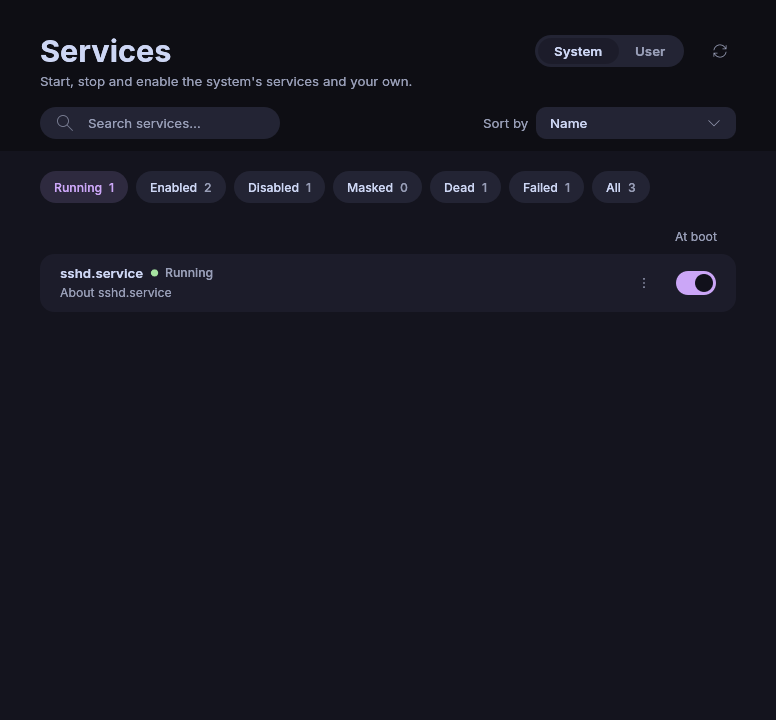 Services
System User
Start, stop and enable the system's services and your own.
Search services...
Sort by Name
Running 1 Enabled 2 Disabled 1 Masked 0 Dead 1 Failed 1 All 3
At boot
sshd.service Running
About sshd.service